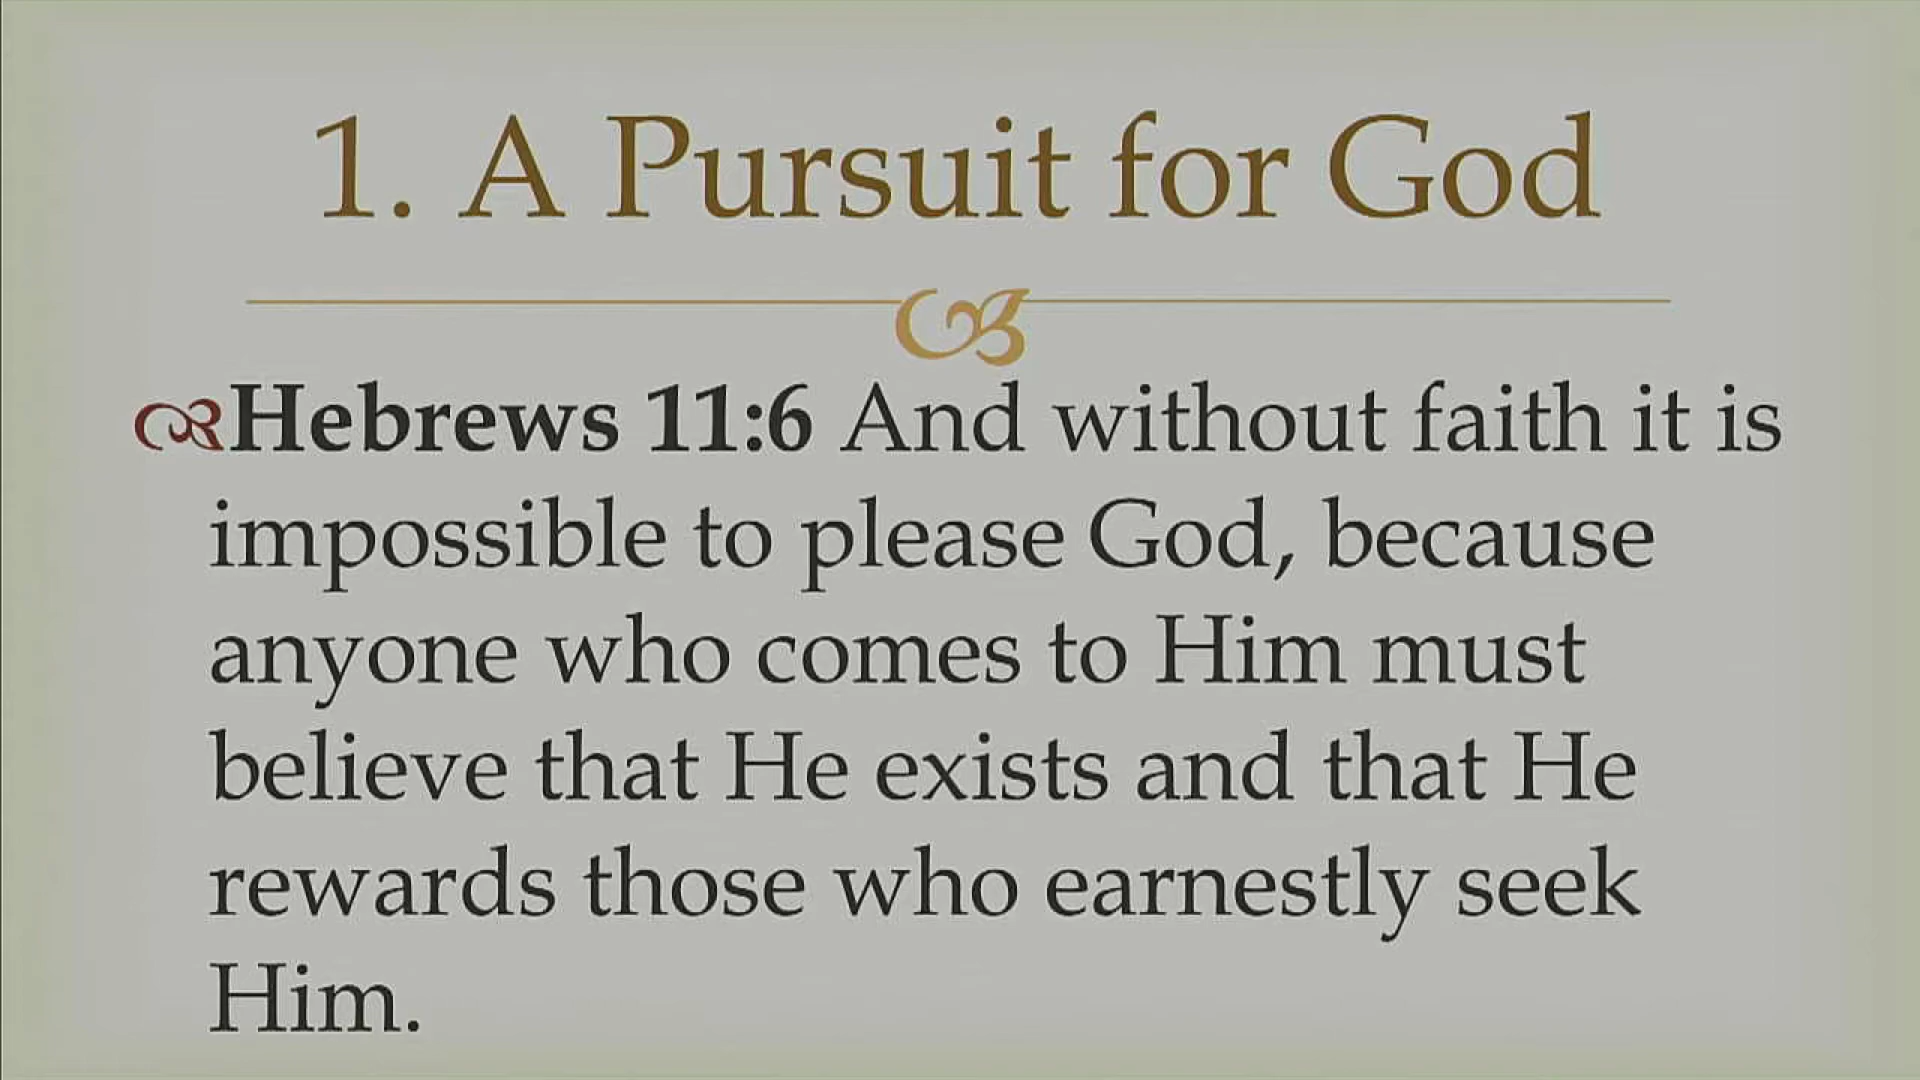 1. A Pursuit for God
Hebrews 11:6 And without faith it is
impossible to please God, because
anyone who comes to Him must
believe that He exists and that He
rewards those who earnestly seek
Him.